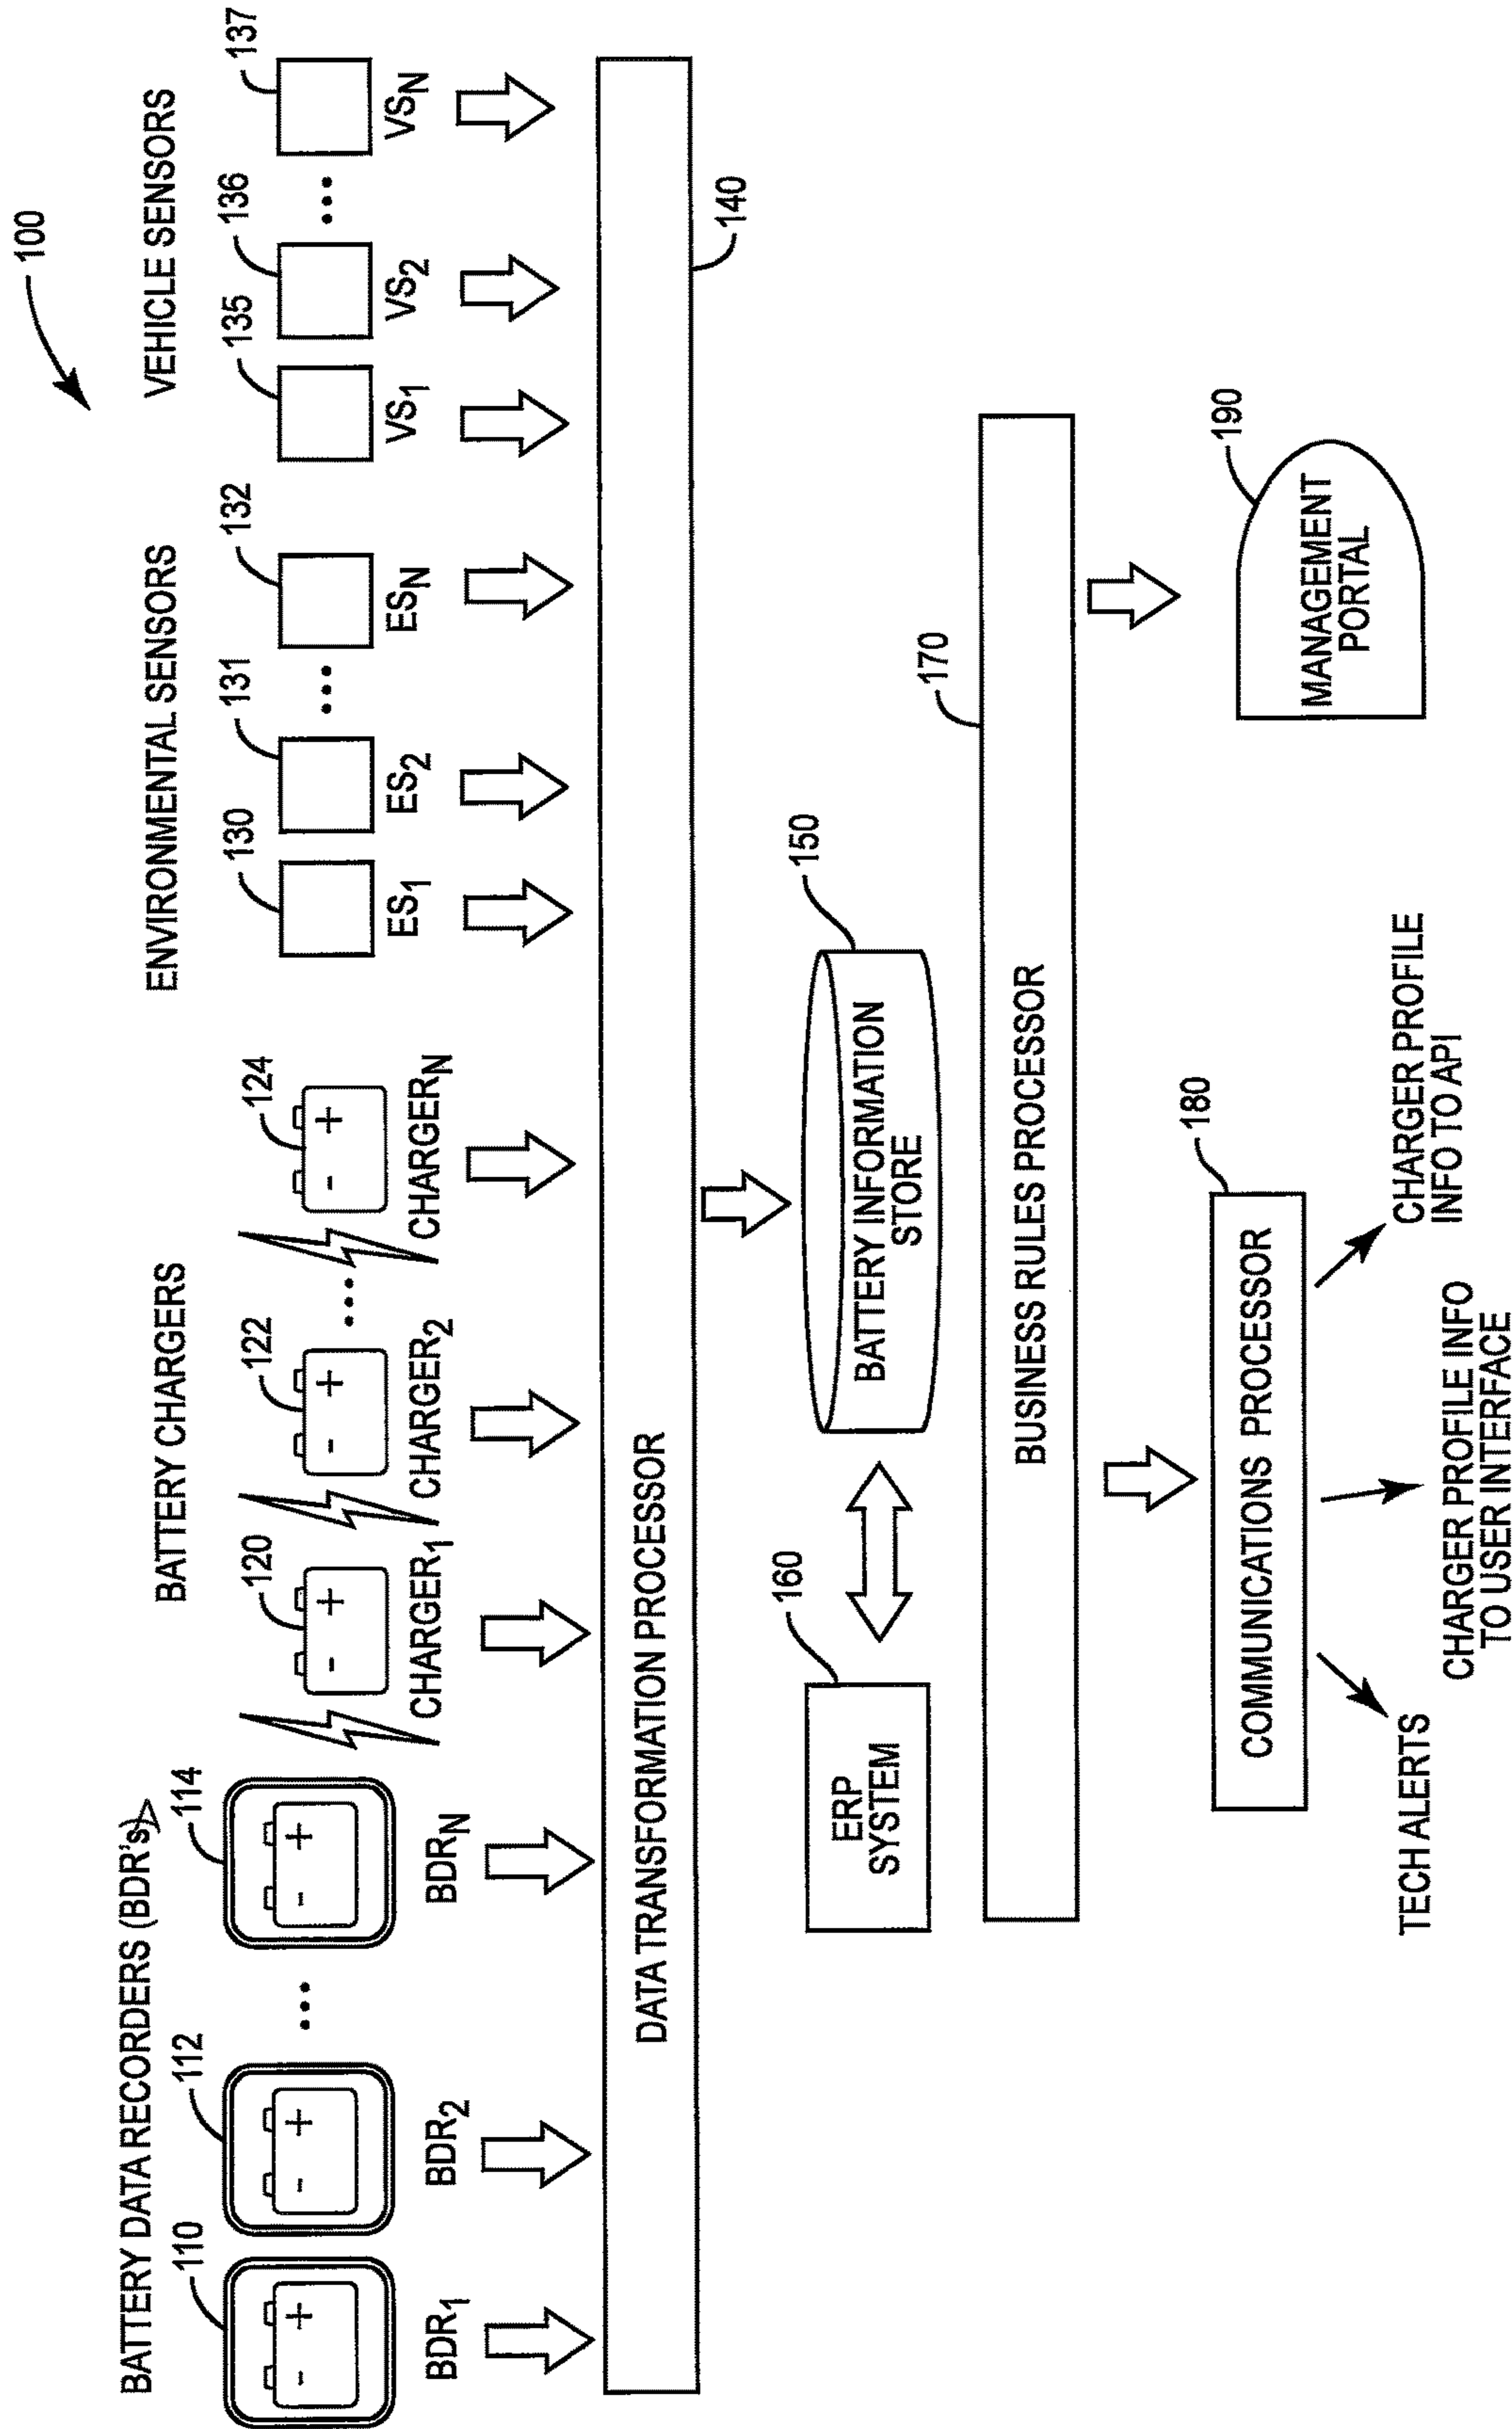 100
BATTERY DATA RECORDERS (BDR's)
BATTERY CHARGERS
ENVIRONMENTAL SENSORS
VEHICLE SENSORS
110
112
114
120
122
124
130
131
132
135
136
137
- +
- +
- +
- +
- +
- +
...
....
...
...
BDR1
BDR2
BDRN
CHARGER1
CHARGER2
CHARGERN
ES1
ES2
ESN
VS1
VS2
VSN
DATA TRANSFORMATION PROCESSOR
140
160
ERP
SYSTEM
150
BATTERY INFORMATION
STORE
170
BUSINESS RULES PROCESSOR
180
COMMUNICATIONS PROCESSOR
190
MANAGEMENT
PORTAL
TECH ALERTS
CHARGER PROFILE INFO
TO USER INTERFACE
CHARGER PROFILE
INFO TO API